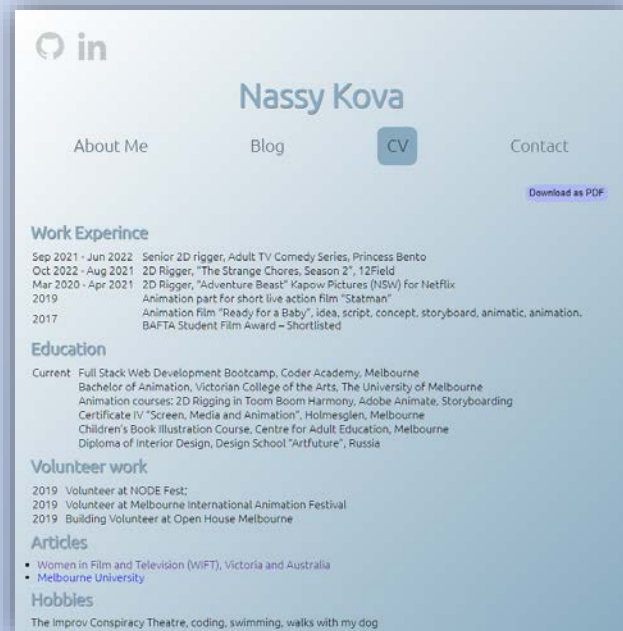 in
Nassy Kova
About Me Blog CV Contact
Download as PDF
Work Experince
Sep 2021 - Jun 2022 Senior 2D rigger, Adult TV Comedy Series, Princess Bento
Oct 2022 - Aug 2021 2D Rigger, "The Strange Chores, Season 2", 12Field
Mar 2020 - Apr 2021 2D Rigger, "Adventure Beast" Kapow Pictures (NSW) for Netflix
2019 Animation part for short live action film "Statman"
2017 Animation film "Ready for a Baby", idea, script, concept, storyboard, animatic, animation.
BAFTA Student Film Award – Shortlisted
Education
Current Full Stack Web Development Bootcamp, Coder Academy, Melbourne
Bachelor of Animation, Victorian College of the Arts, The University of Melbourne
Animation courses: 2D Rigging in Toom Boom Harmony, Adobe Animate, Storyboarding
Certificate IV "Screen, Media and Animation", Holmesglen, Melbourne
Children's Book Illustration Course, Centre for Adult Education, Melbourne
Diploma of Interior Design, Design School "Artfuture", Russia
Volunteer work
2019 Volunteer at NODE Fest;
2019 Volunteer at Melbourne International Animation Festival
2019 Building Volunteer at Open House Melbourne
Articles
Women in Film and Television (WIFT), Victoria and Australia
Melbourne University
Hobbies
The Improv Conspiracy Theatre, coding, swimming, walks with my dog